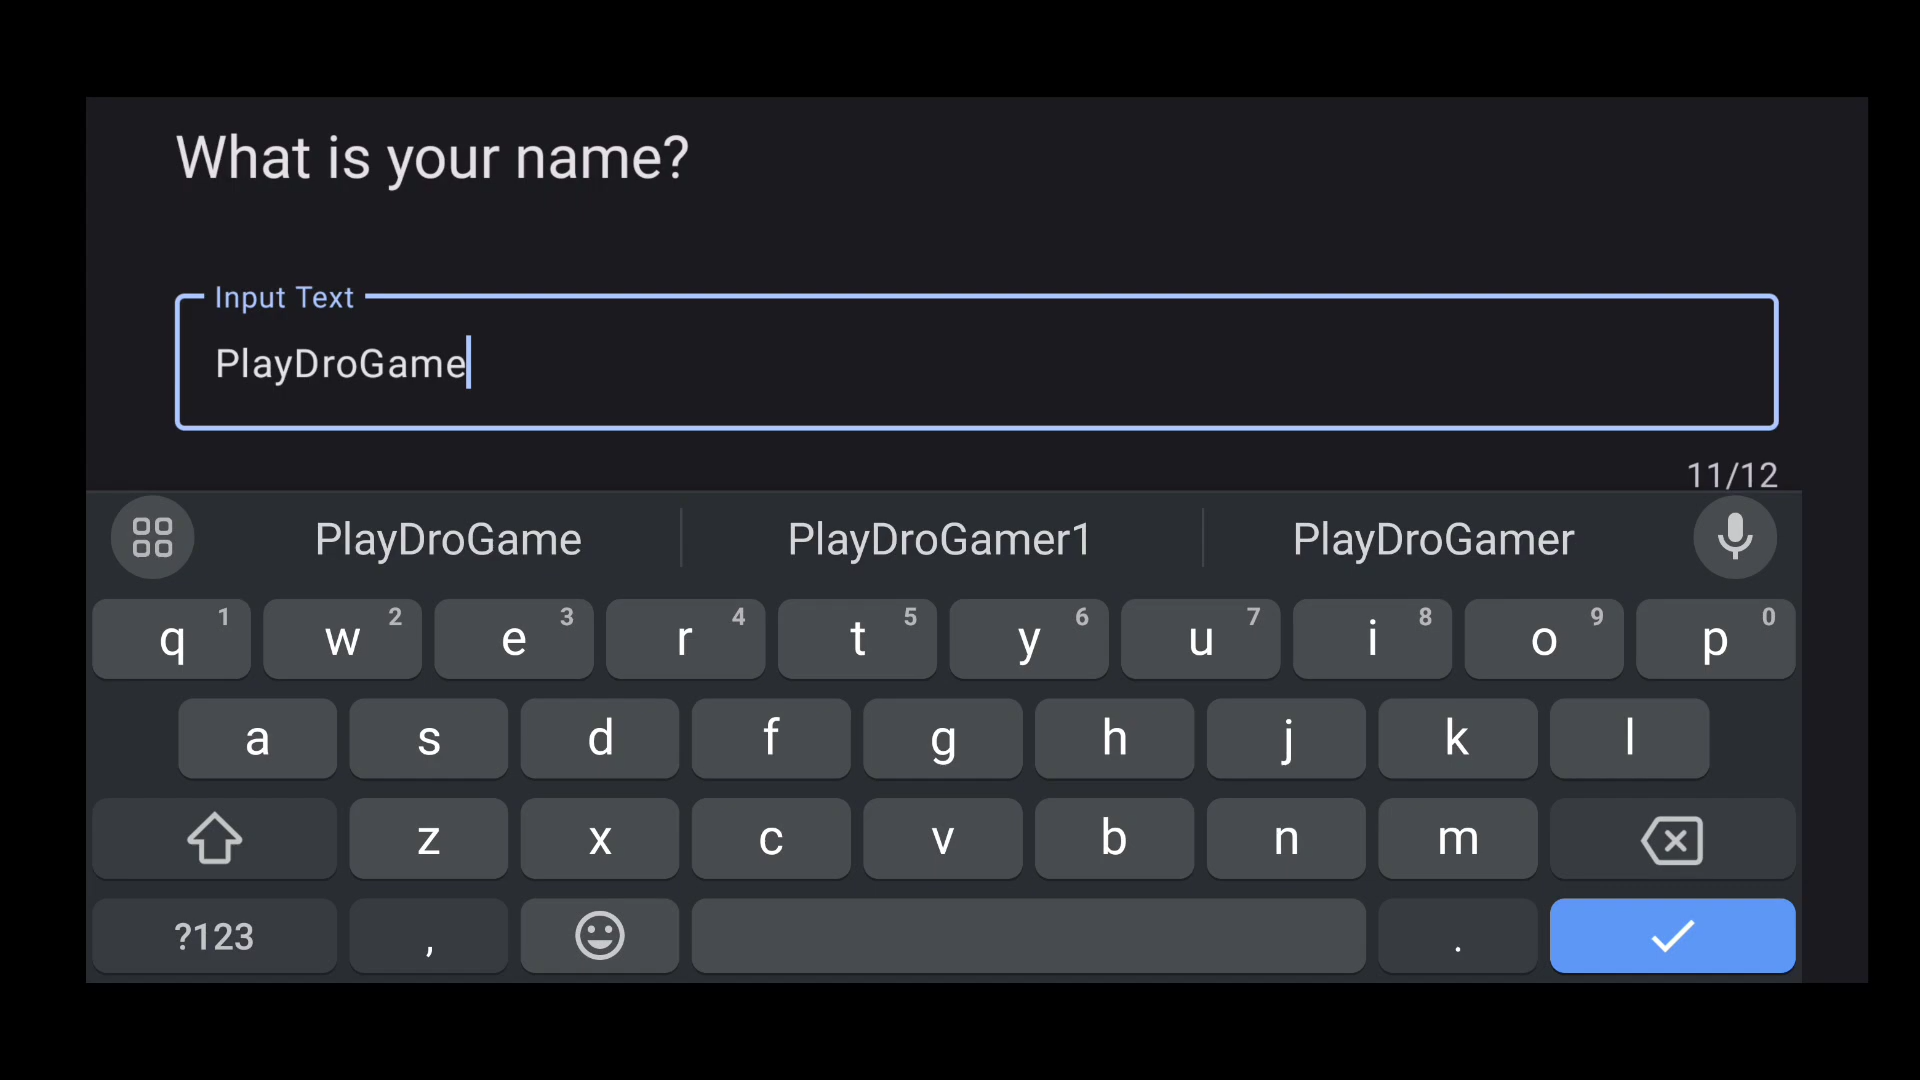 What is your name?
Input Text
PlayDroGame
11/12
PlayDroGame PlayDroGamer1 PlayDroGamer
q 1 w 2 e 3 r 4 t 5 y 6 u 7 i 8 o 9 p 0
a s d f g h j k l
z x c v b n m
?123 , .